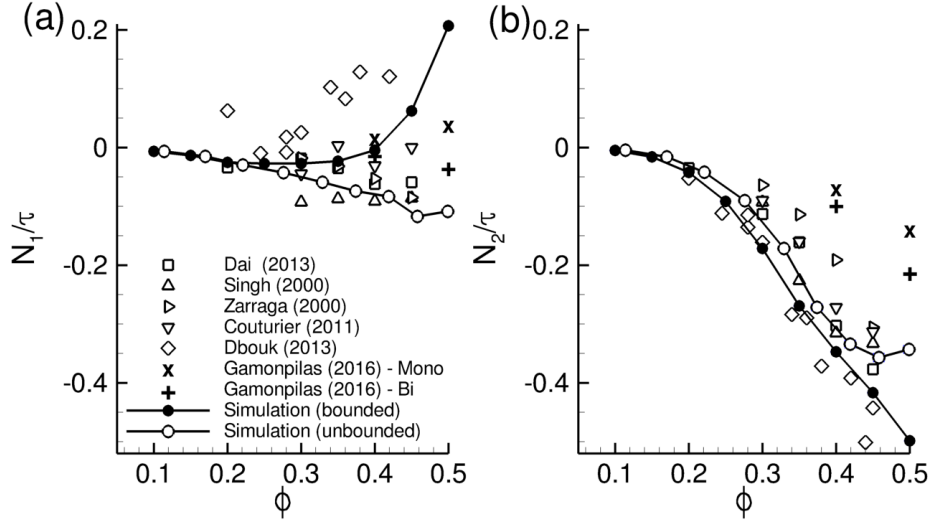 (a)
0.2
0
-0.2
-0.4
N1/τ
Dai (2013)
Singh (2000)
Zarraga (2000)
Couturier (2011)
Dbouk (2013)
Gamonpilas (2016) - Mono
Gamonpilas (2016) - Bi
Simulation (bounded)
Simulation (unbounded)
0.1 0.2 0.3 0.4 0.5
ϕ
(b)
0.2
0
-0.2
-0.4
N2/τ
0.1 0.2 0.3 0.4 0.5
ϕ